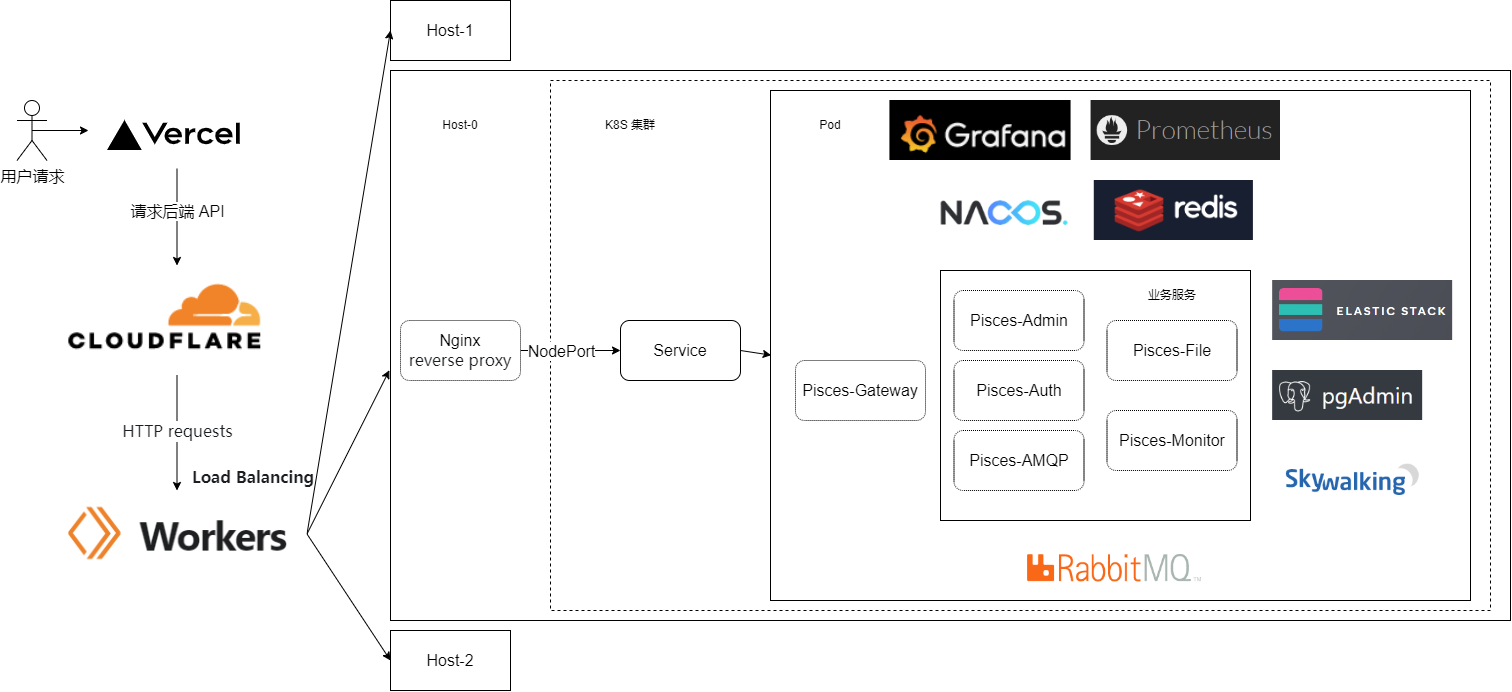 Host-1
Host-0
K8S 集群
Pod
Grafana
Prometheus
Vercel
用户请求
请求后端 API
NACOS.
redis
CLOUDFLARE
业务服务
ELASTIC STACK
Nginx
reverse proxy
NodePort
Service
Pisces-Admin
Pisces-File
Pisces-Gateway
Pisces-Auth
pgAdmin
HTTP requests
Pisces-Monitor
Pisces-AMQP
Load Balancing
Skywalking
Workers
RabbitMQ™
Host-2